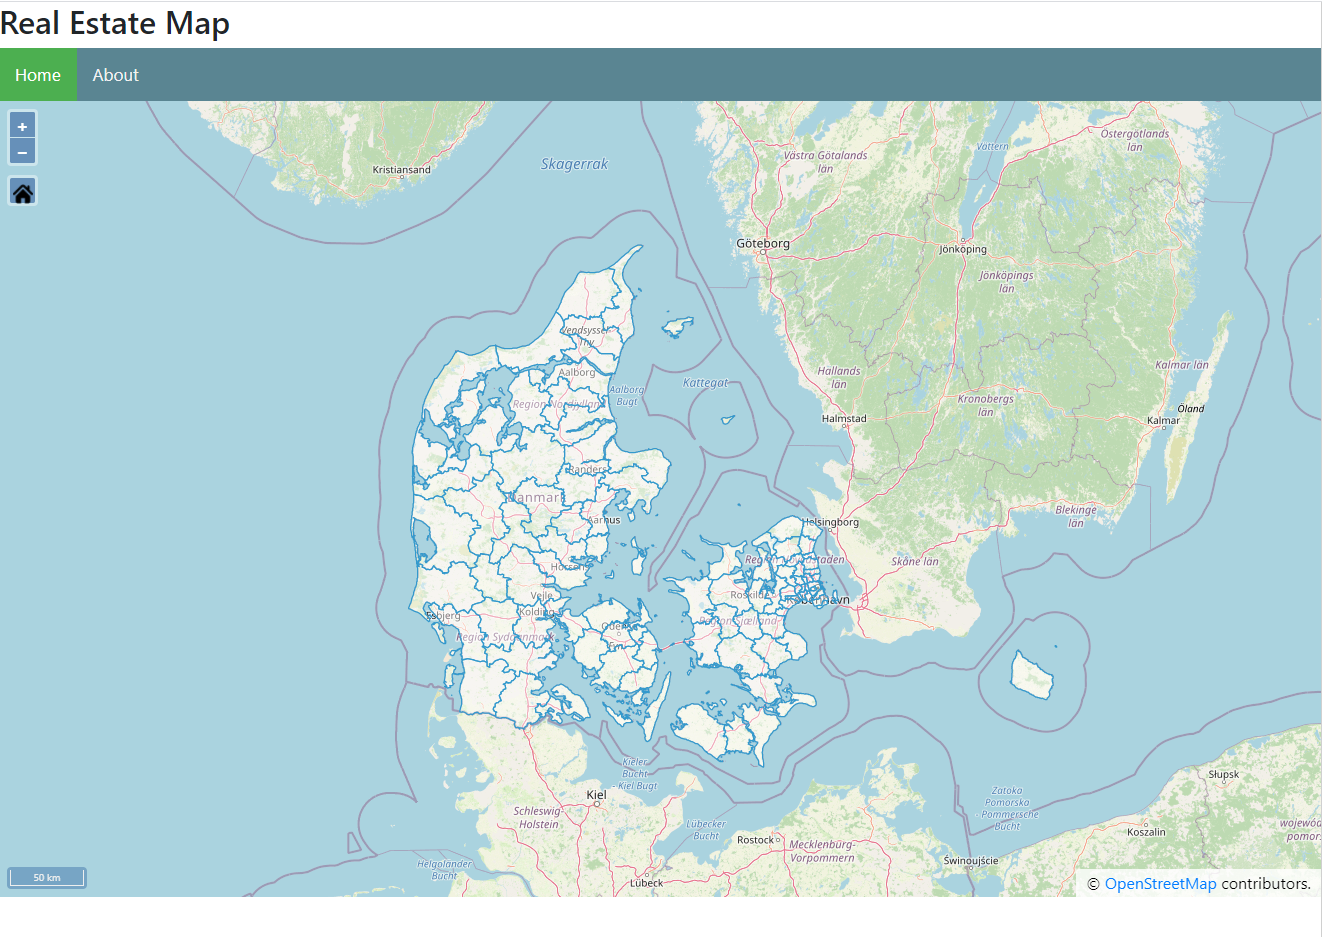 Real Estate Map
Home About
+
−
Kristiansand
Skagerrak
Västra Götalands
län
Vättern
Östergötlands
län
Göteborg
Jönköping
Jönköpings
län
Vendsyssel-
Thy
Aalborg
Aalborg
Bugt
Region Nordjylland
Kattegat
Hallands
län
Halmstad
Kronobergs
län
Kalmar län
Kalmar
Öland
Randers
Danmark
Aarhus
Helsingborg
Blekinge
län
Skåne län
Horsens
Vejle
Kolding
Esbjerg
Region Syddanmark
Fyn
Region Hovedstaden
Roskilde
København
Region Sjælland
Kieler
Bucht
- Kiel Bugt
Kiel
Schleswig-
Holstein
Lübecker
Bucht
Rostock
Mecklenburg-
Vorpommern
Zatoka
Pomorska
- Pommersche
Bucht
Słupsk
Koszalin
Świnoujście
Helgoländer
Bucht
Lübeck
50 km
© OpenStreetMap contributors.